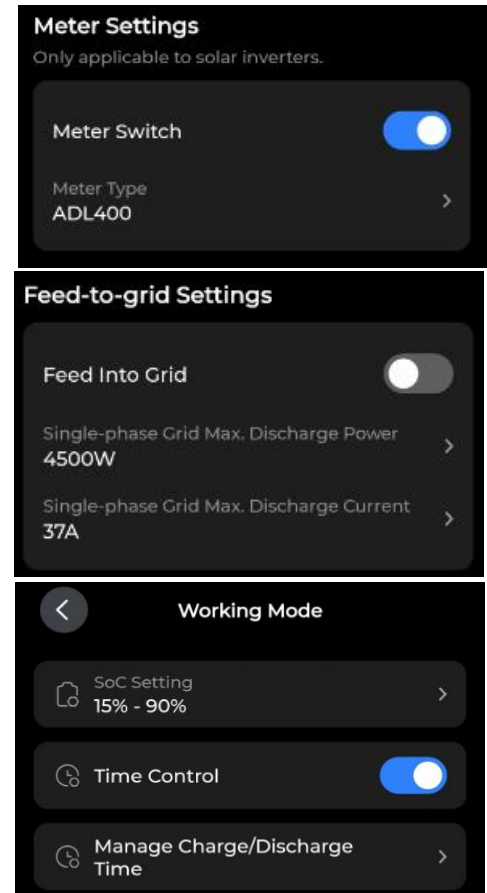 Meter Settings
Only applicable to solar inverters.
Meter Switch
Meter Type
ADL400
Feed-to-grid Settings
Feed Into Grid
Single-phase Grid Max. Discharge Power
4500W
Single-phase Grid Max. Discharge Current
37A
Working Mode
SoC Setting
15% - 90%
Time Control
Manage Charge/Discharge
Time